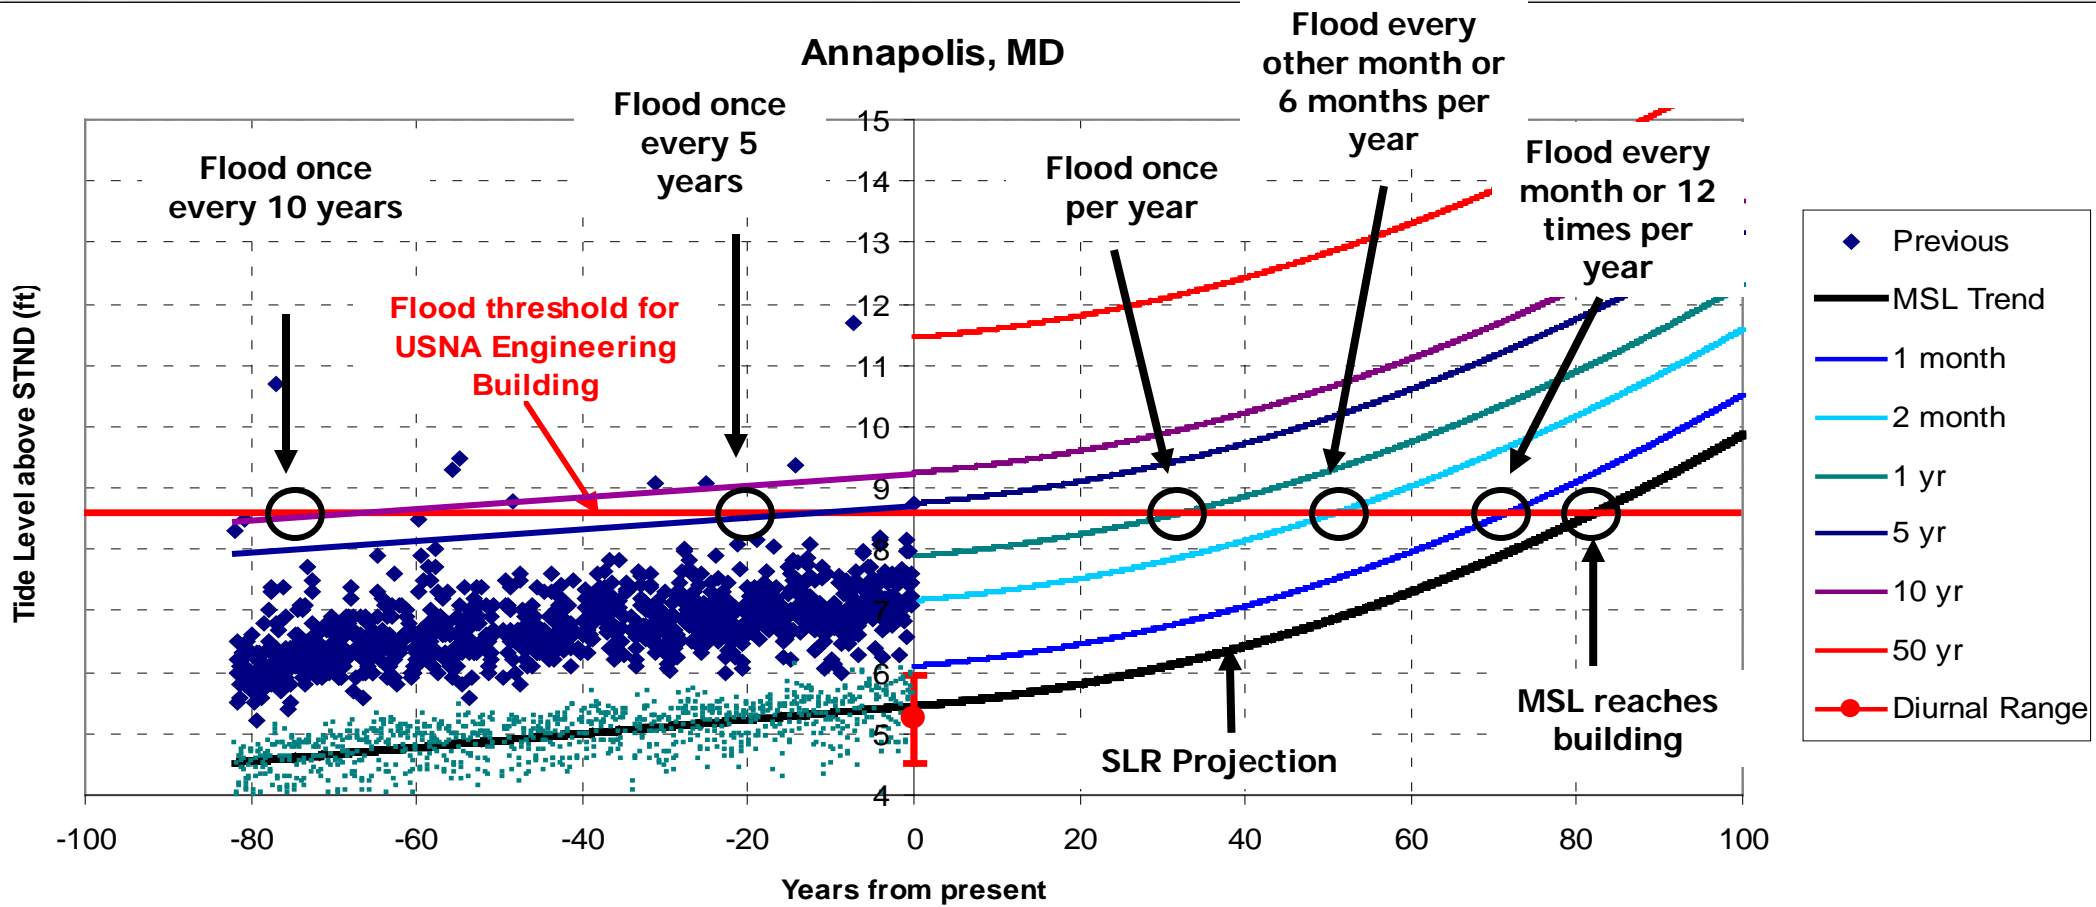 Annapolis, MD
Flood every
other month or
6 months per
year
Flood once
every 5
years
Flood once
every 10 years
Flood once
per year
Flood every
month or 12
times per
year
Flood threshold for
USNA Engineering
Building
MSL reaches
building
SLR Projection
Tide Level above STND (ft)
15
14
13
12
11
10
9
8
7
6
5
4
-100
-80
-60
-40
-20
0
20
40
60
80
100
Years from present
Previous
MSL Trend
1 month
2 month
1 yr
5 yr
10 yr
50 yr
Diurnal Range